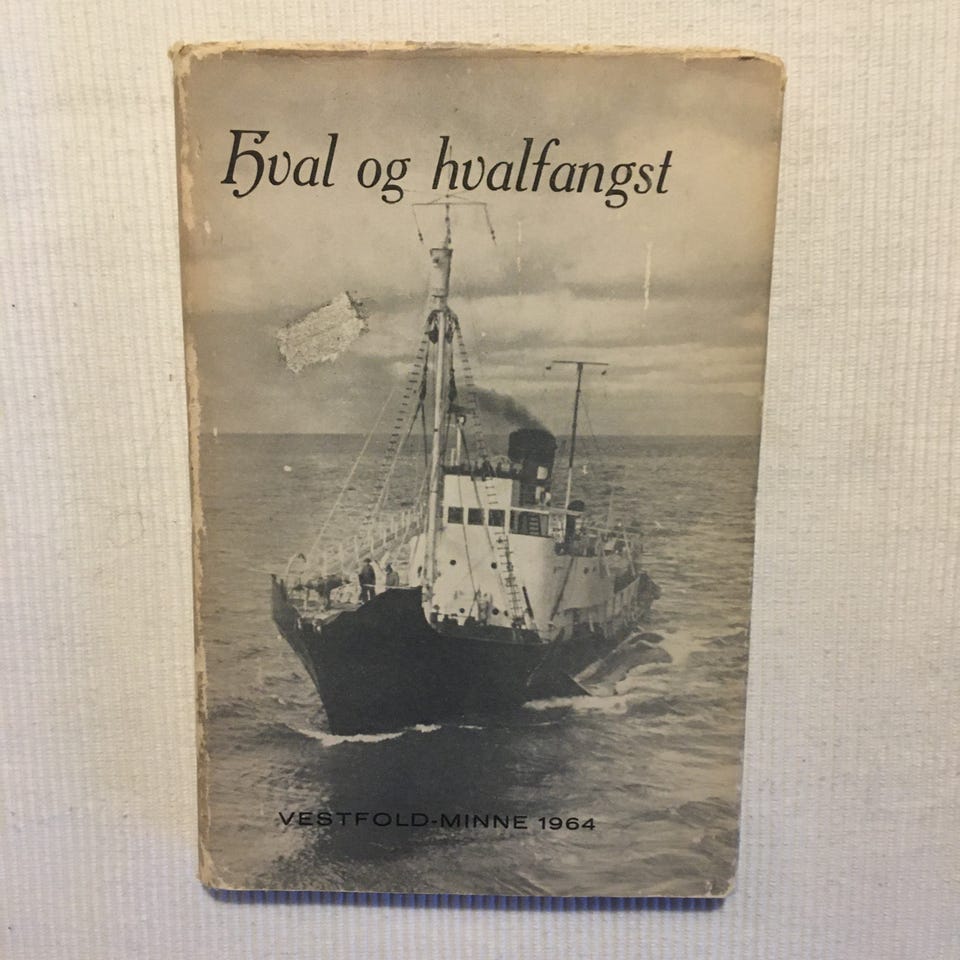 Hval og hvalfangst
VESTFOLD-MINNE 1964